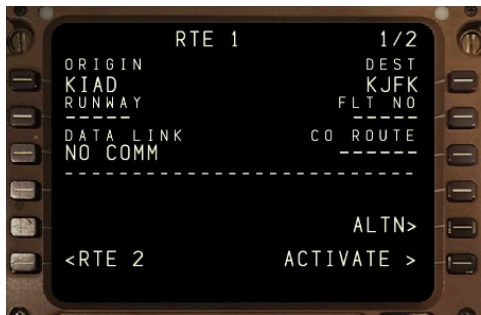 RTE 1 1/2
ORIGIN DEST
KIAD KJFK
RUNWAY FLT NO
----- -----
DATA LINK CO ROUTE
NO COMM ------
----------------------------
ALTN>
<RTE 2 ACTIVATE >